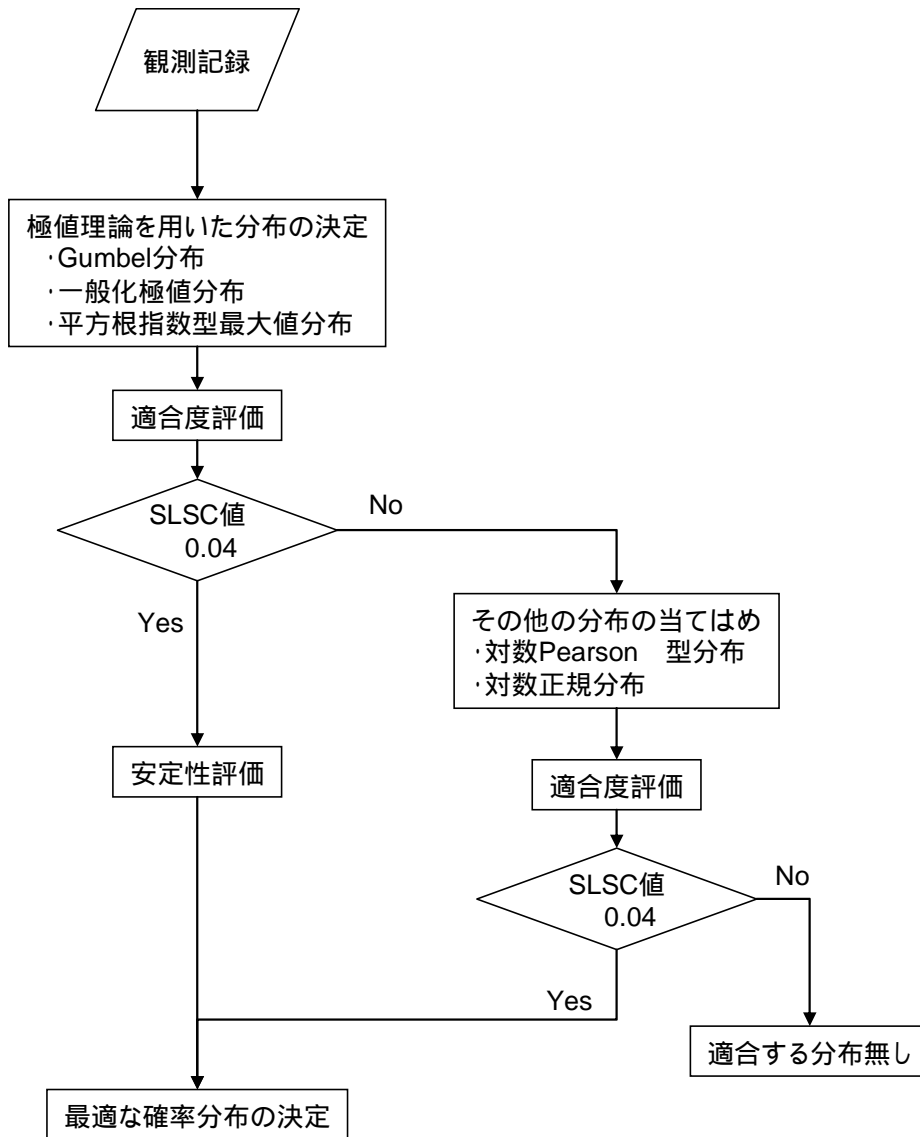 観測記録
極値理論を用いた分布の決定
・Gumbel分布
・一般化極値分布
・平方根指数型最大値分布
適合度評価
SLSC値
0.04
No
Yes
その他の分布の当てはめ
・対数Pearson　型分布
・対数正規分布
安定性評価
適合度評価
SLSC値
0.04
No
Yes
適合する分布無し
最適な確率分布の決定